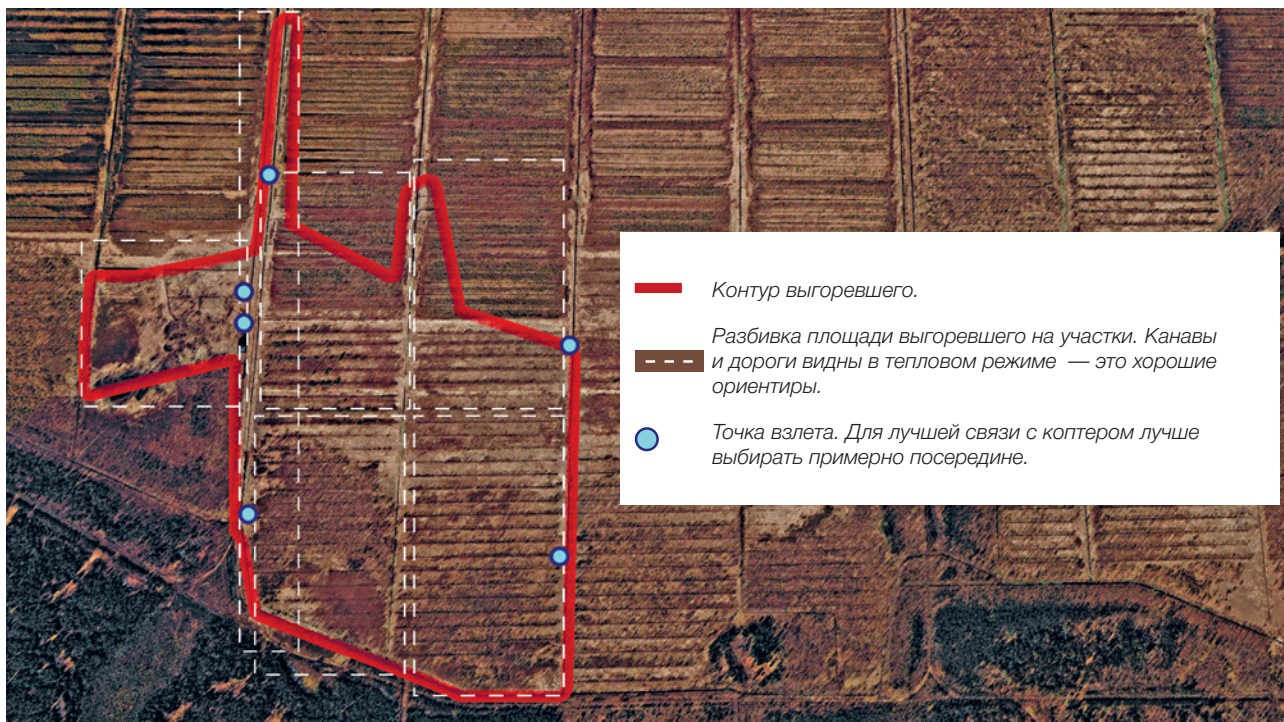 Контур выгоревшего.
Разбивка площади выгоревшего на участки. Канавы
и дороги видны в тепловом режиме — это хорошие
ориентиры.
Точка взлета. Для лучшей связи с коптером лучше
выбирать примерно посередине.